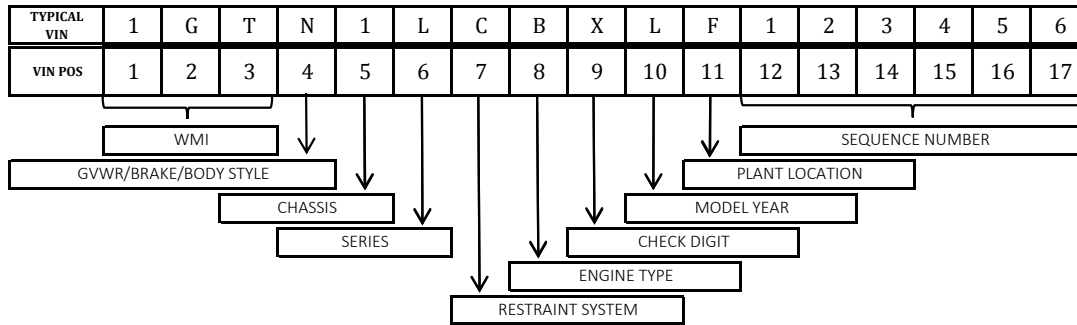 TYPICAL VIN 1 G T N 1 L C B X L F 1 2 3 4 5 6
VIN POS 1 2 3 4 5 6 7 8 9 10 11 12 13 14 15 16 17
WMI SEQUENCE NUMBER
GVWR/BRAKE/BODY STYLE PLANT LOCATION
CHASSIS MODEL YEAR
SERIES CHECK DIGIT
ENGINE TYPE
RESTRAINT SYSTEM